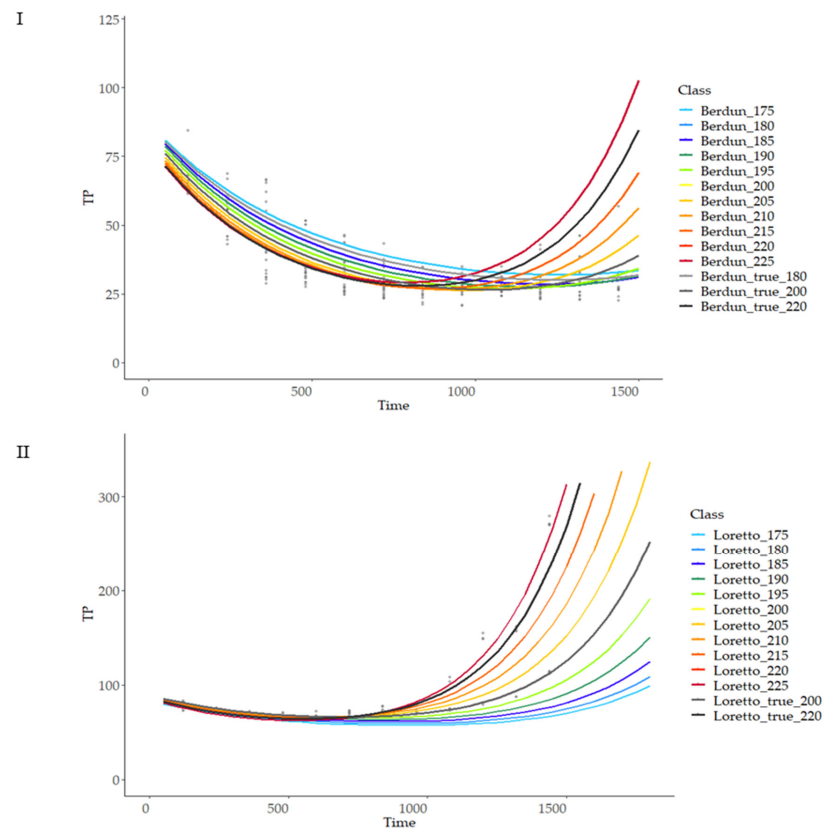 I
125
100
75
50
25
0
TP
0
500
1000
1500
Time
Class
Berdun_175
Berdun_180
Berdun_185
Berdun_190
Berdun_195
Berdun_200
Berdun_205
Berdun_210
Berdun_215
Berdun_220
Berdun_225
Berdun_true_180
Berdun_true_200
Berdun_true_220
II
300
200
100
0
TP
0
500
1000
1500
Time
Class
Loretto_175
Loretto_180
Loretto_185
Loretto_190
Loretto_195
Loretto_200
Loretto_205
Loretto_210
Loretto_215
Loretto_220
Loretto_225
Loretto_true_200
Loretto_true_220